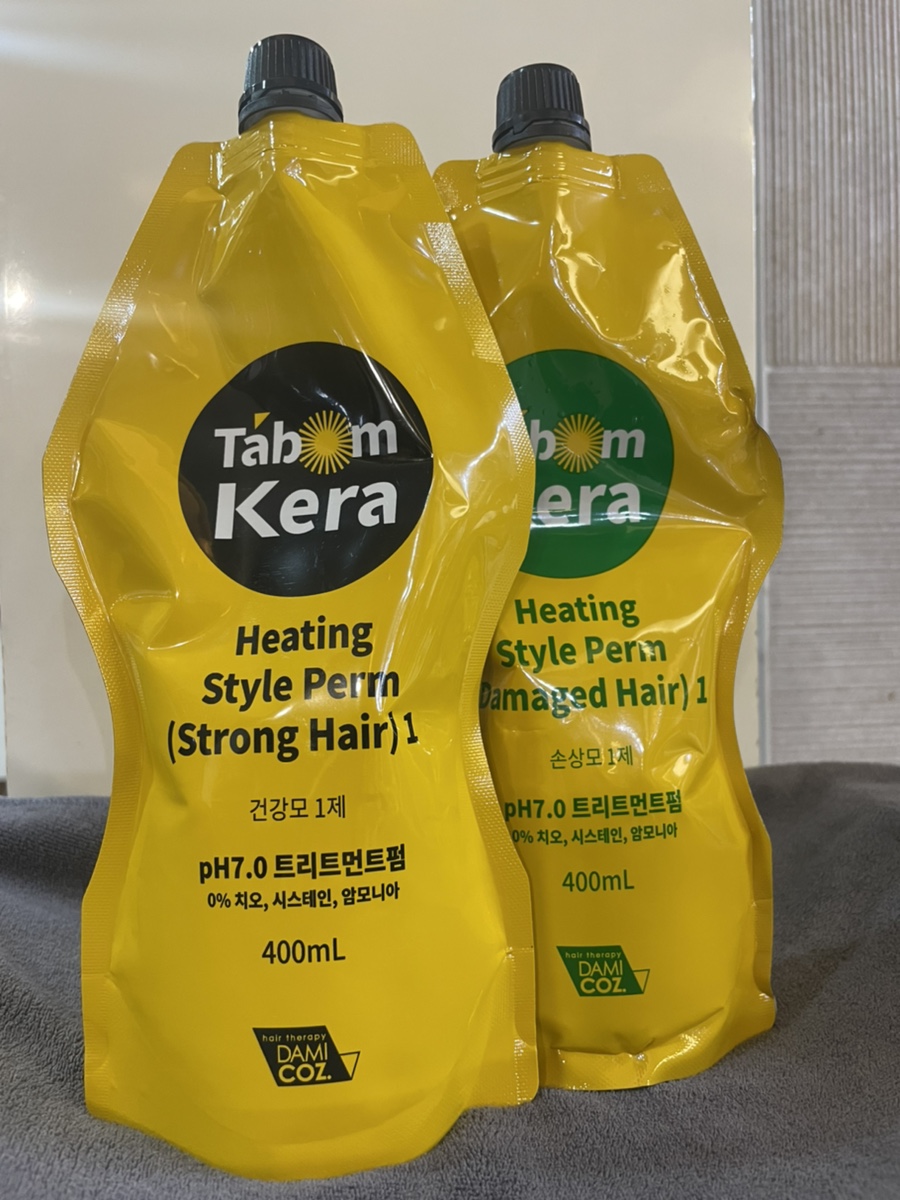 Tabom
Kera
Heating
Style Perm
(Strong Hair) 1
건강모 1제
pH7.0 트리트먼트펌
0% 치오, 시스테인, 암모니아
400mL
hair therapy
DAMI
COZ.
bom
era
Heating
Style Perm
Damaged Hair) 1
손상모 1제
pH7.0 트리트먼트펌
0% 치오, 시스테인, 암모니아
400mL
hair therapy
DAMI
COZ.